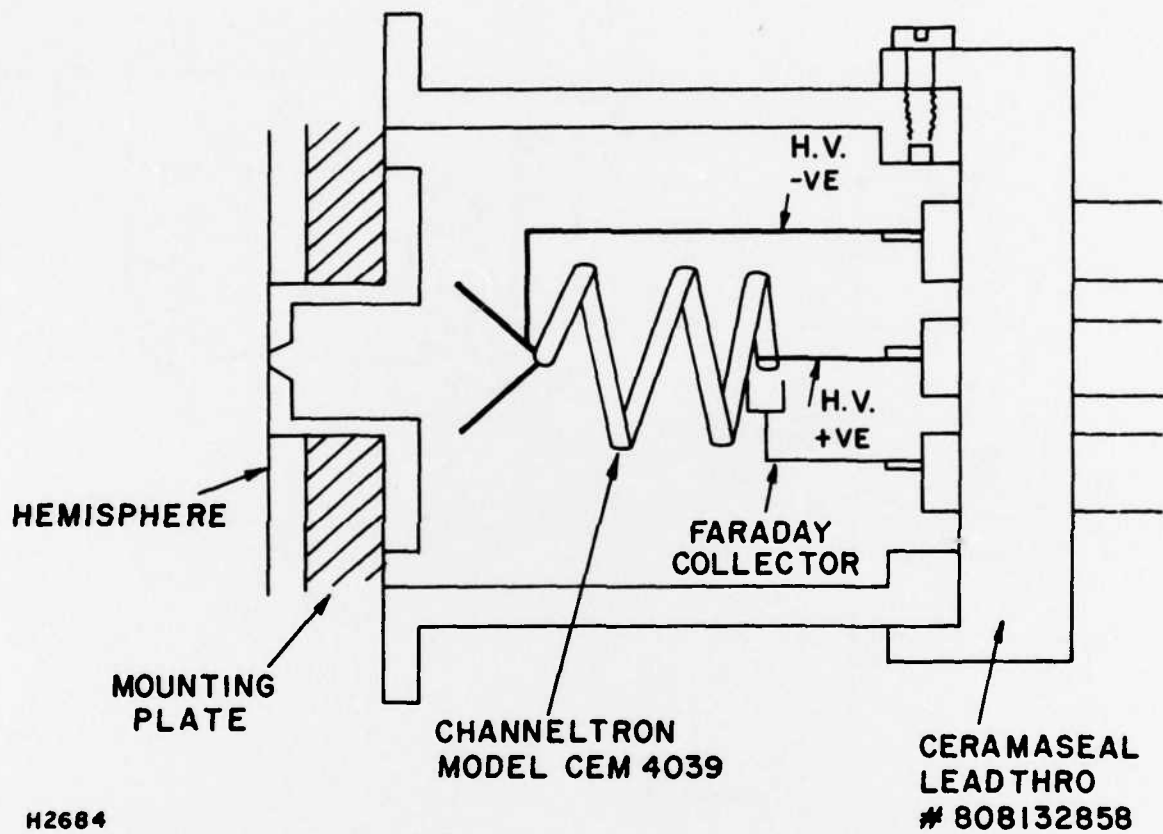 H.V.
-VE
H.V.
+VE
HEMISPHERE
FARADAY
COLLECTOR
MOUNTING
PLATE
CHANNELTRON
MODEL CEM 4039
CERAMASEAL
LEADTHRO
# 808132858
H2684